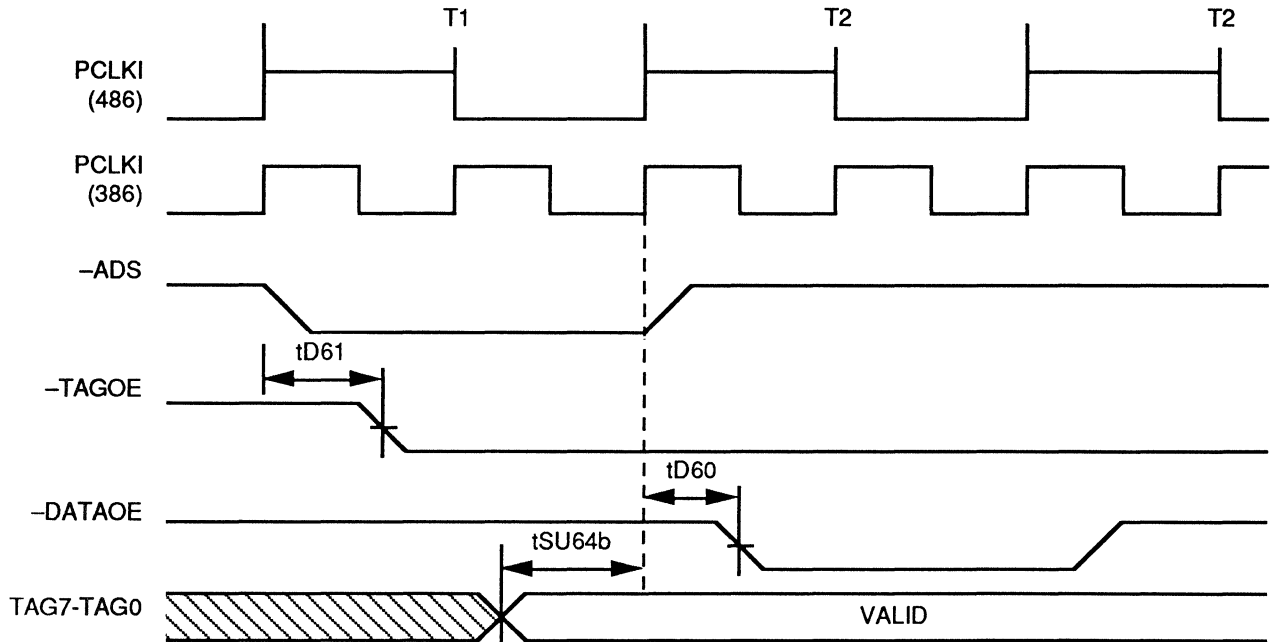 T1 T2 T2
PCLKI
(486)
PCLKI
(386)
–ADS
tD61
–TAGOE
tD60
–DATAOE
tSU64b
TAG7-TAG0
VALID